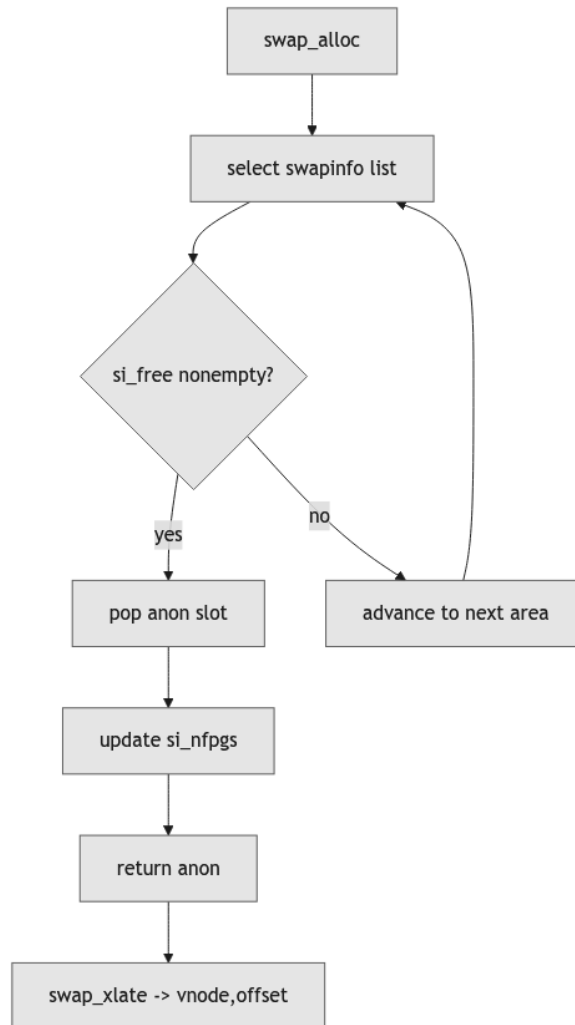 swap_alloc
select swapinfo list
si_free nonempty?
yes
no
pop anon slot
advance to next area
update si_nfpgs
return anon
swap_xlate -> vnode,offset